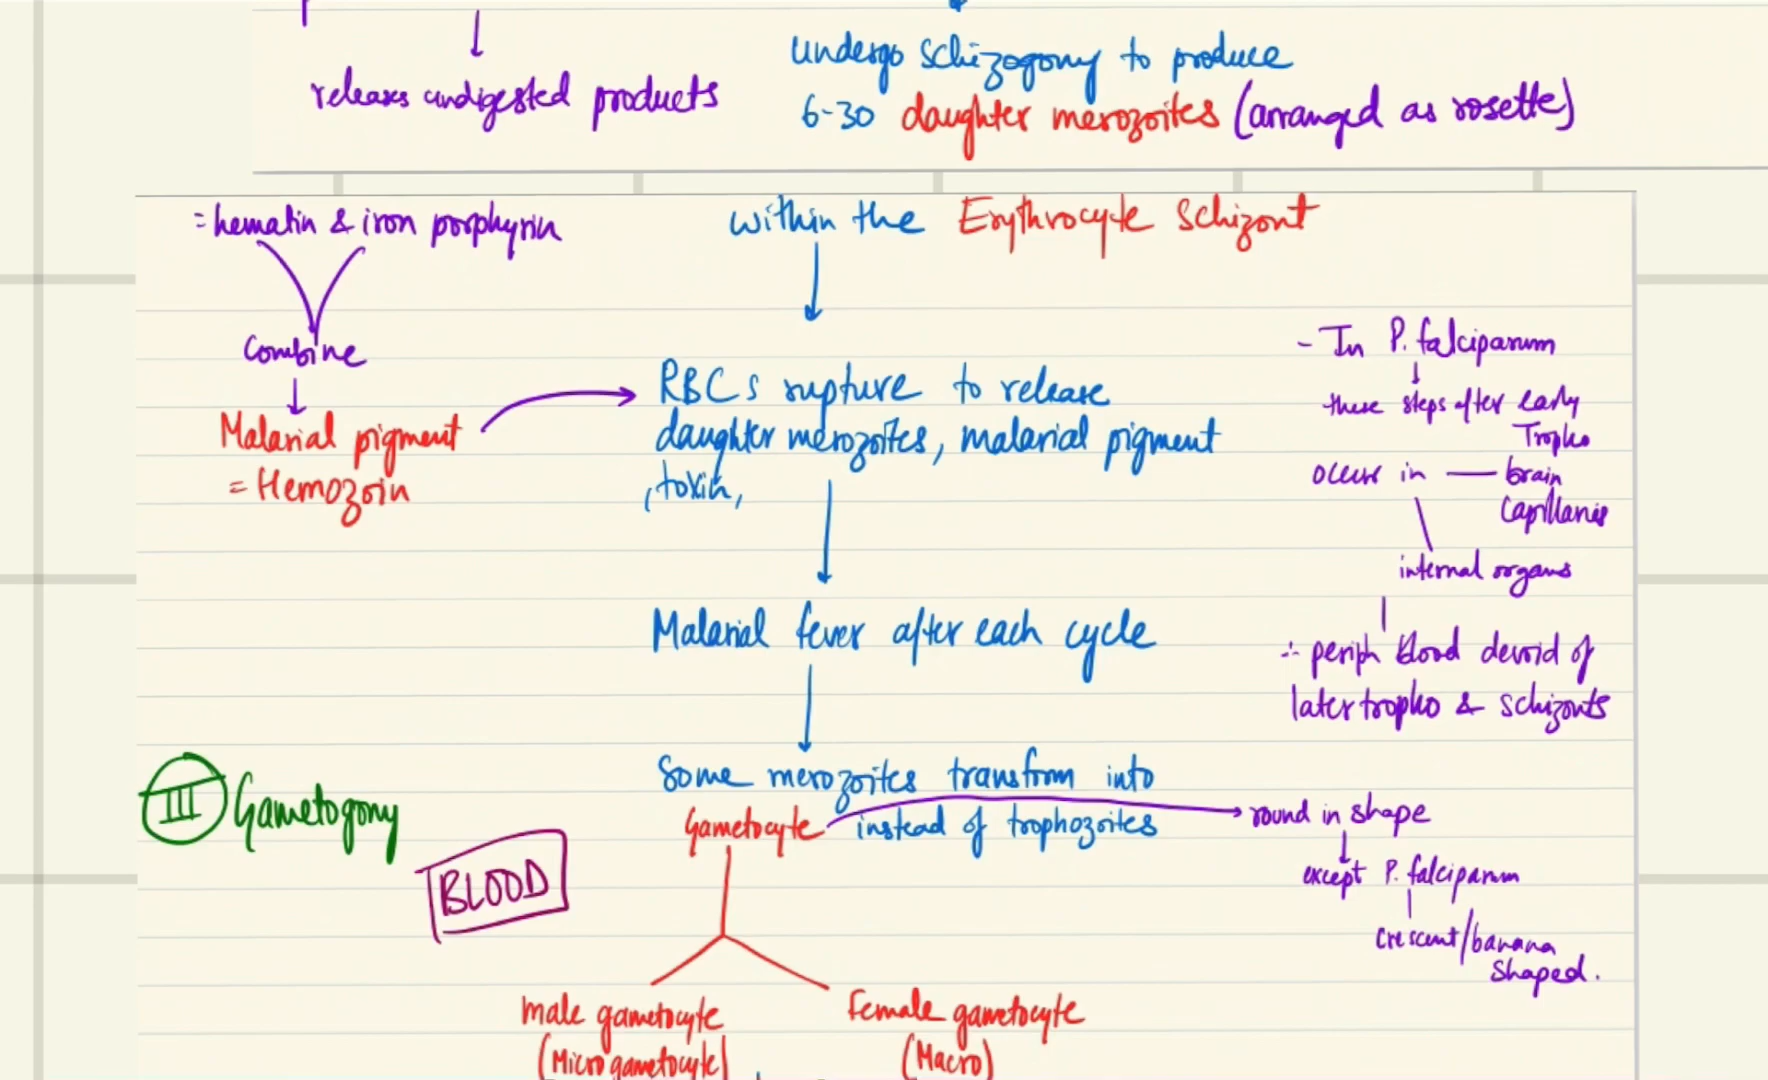 releases undigested products
undergo schizogony to produce
6-30 daughter merozoites (arranged as rosette)
= hematin & iron porphyrin
within the Erythrocyte Schizont
Combine
Malarial pigment
= Hemozoin
RBCs rupture to release
daughter merozoites, malarial pigment
, toxin,
- In P. falciparum
these steps after early
Tropho
occurs in — brain
Capillaries
internal organs
∴ periph blood devoid of
later tropho & schizonts
Malarial fever after each cycle
Some merozoites transform into
Gametocyte instead of trophozoites
round in shape
except P. falciparum
Crescent/banana
Shaped.
III Gametogony
BLOOD
male gametocyte
(Microgametocyte)
Female gametocyte
(Macro)